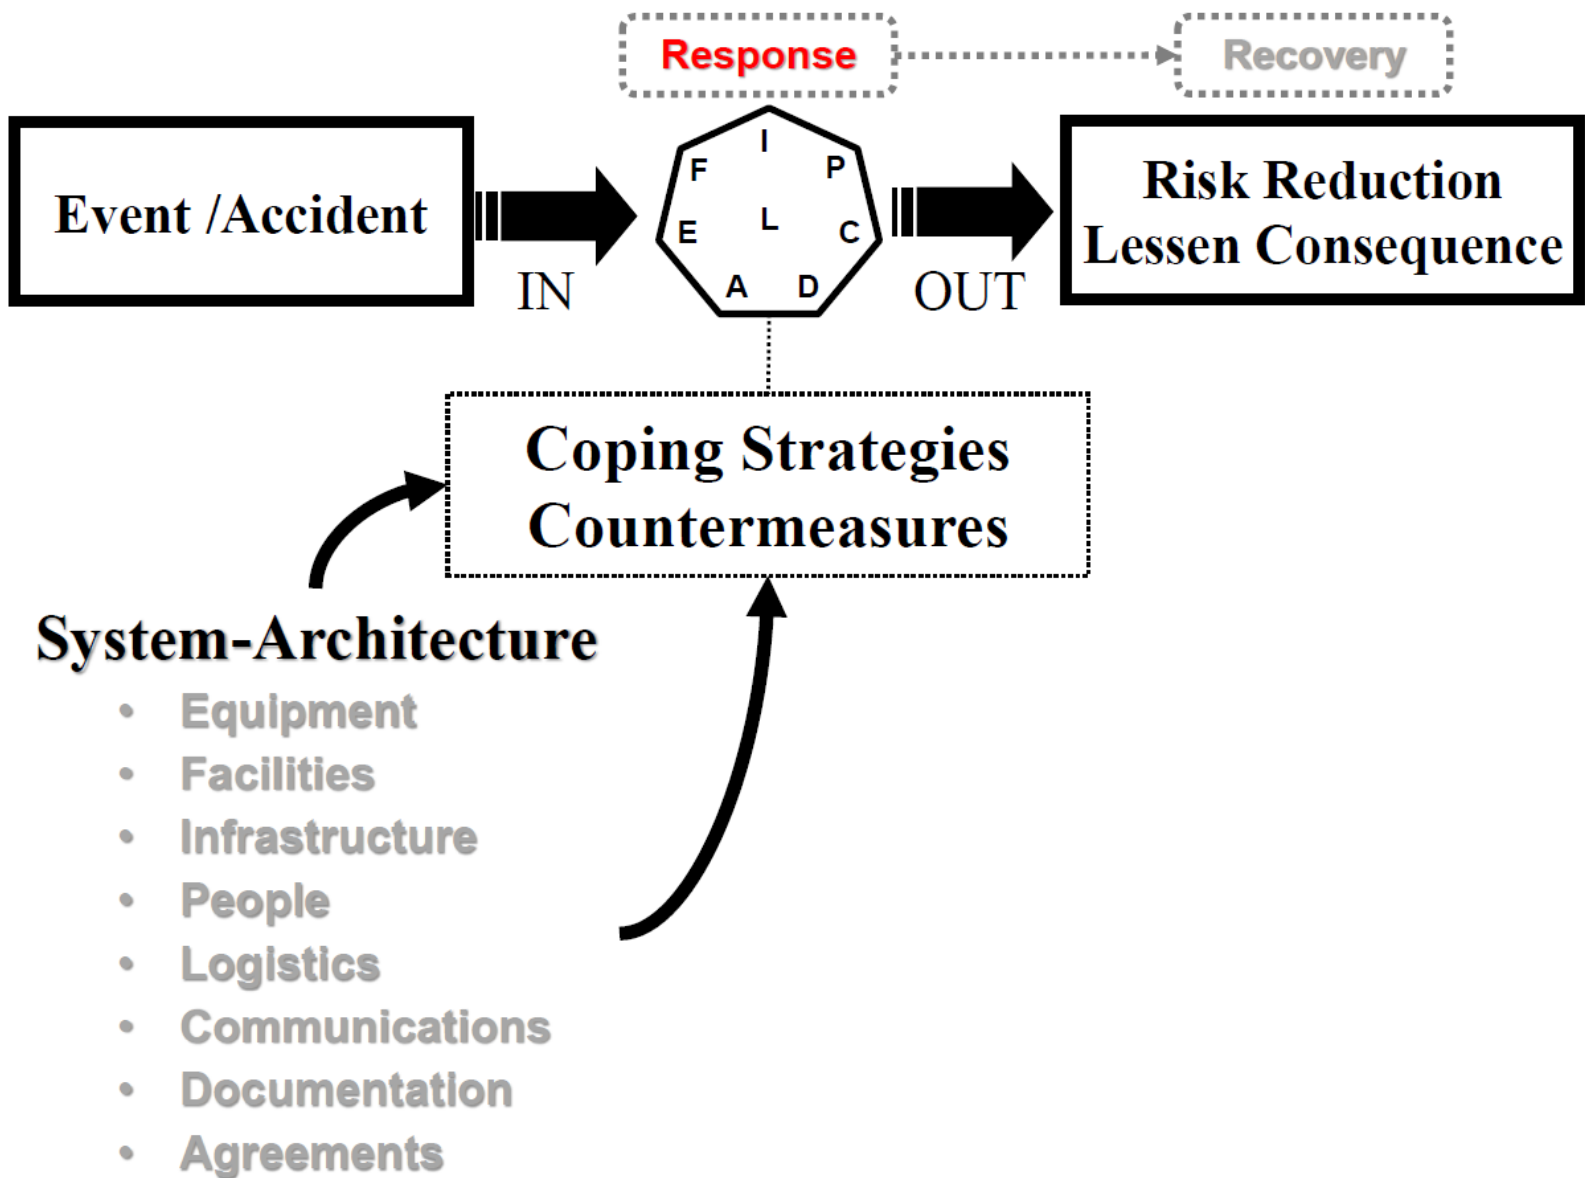 Response
Recovery
Event /Accident
IN
I
F
P
L
E
C
A
D
OUT
Risk Reduction
Lessen Consequence
Coping Strategies
Countermeasures
System-Architecture
• Equipment
• Facilities
• Infrastructure
• People
• Logistics
• Communications
• Documentation
• Agreements